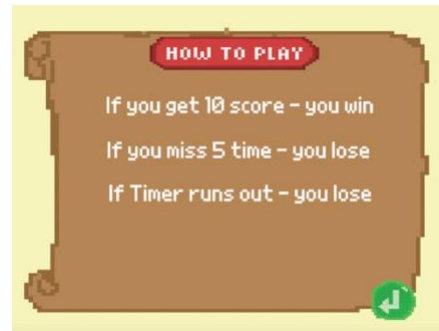 HOW TO PLAY
If you get 10 score - you win
If you miss 5 time - you lose
If Timer runs out - you lose